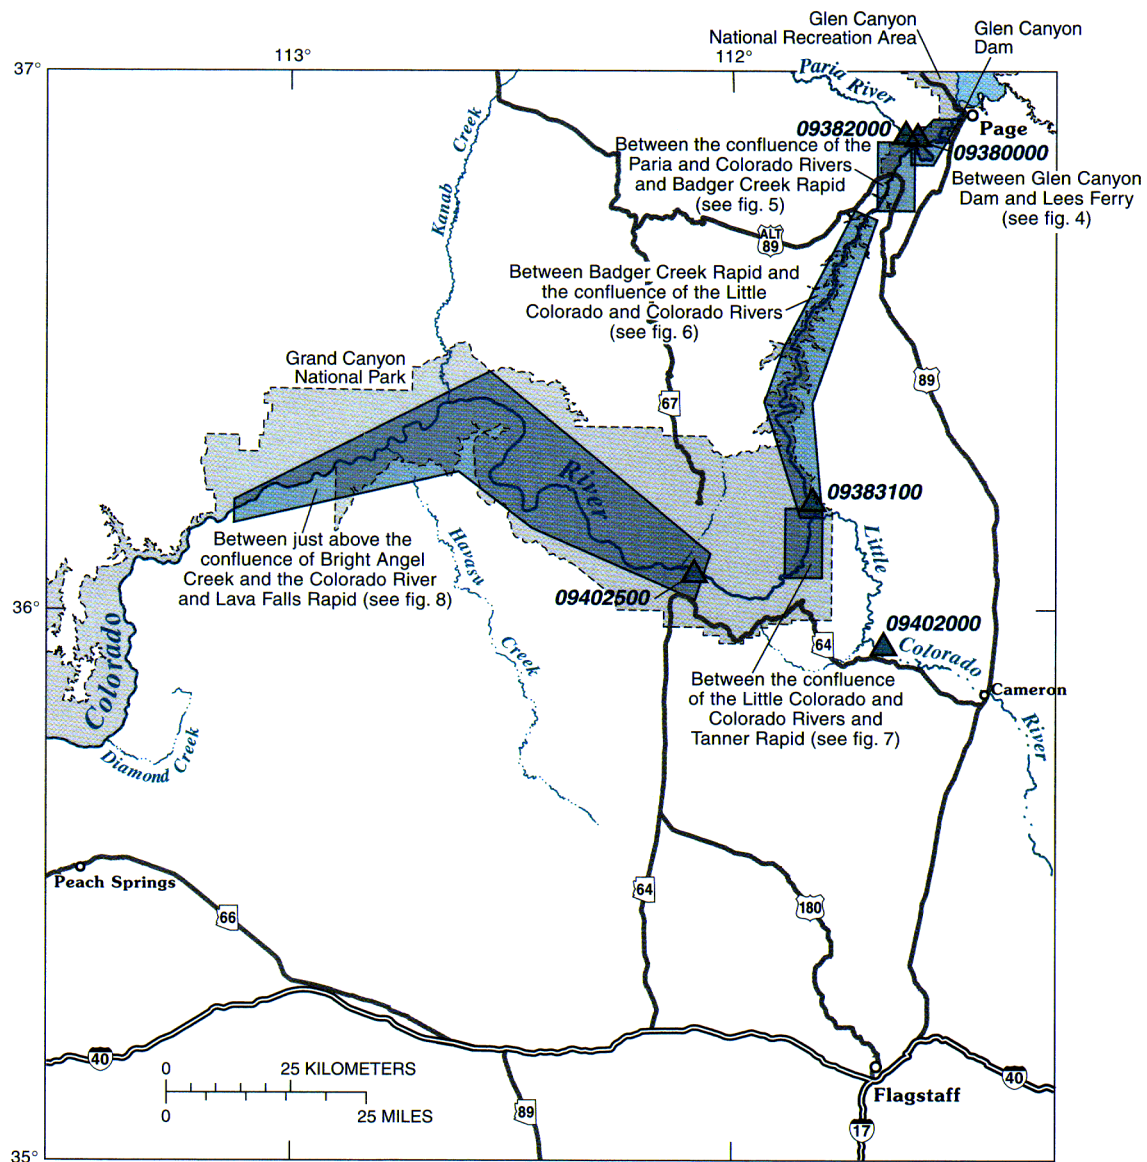 Glen Canyon
National Recreation Area
Glen Canyon
Dam
113°
112°
37°
Paria River
Kanab
Creek
09382000
Page
09380000
Between the confluence of the
Paria and Colorado Rivers
and Badger Creek Rapid
(see fig. 5)
Between Glen Canyon
Dam and Lees Ferry
(see fig. 4)
ALT
89
Between Badger Creek Rapid and
the confluence of the Little
Colorado and Colorado Rivers
(see fig. 6)
Grand Canyon
National Park
67
89
River
09383100
Between just above the
confluence of Bright Angel
Creek and the Colorado River
and Lava Falls Rapid (see fig. 8)
Havasu
Creek
Little
Colorado
River
09402500
36°
09402000
64
Cameron
Between the confluence
of the Little Colorado and
Colorado Rivers and
Tanner Rapid (see fig. 7)
Colorado
Diamond Creek
Peach Springs
66
64
180
40
0
25 KILOMETERS
0
25 MILES
89
Flagstaff
40
17
35°